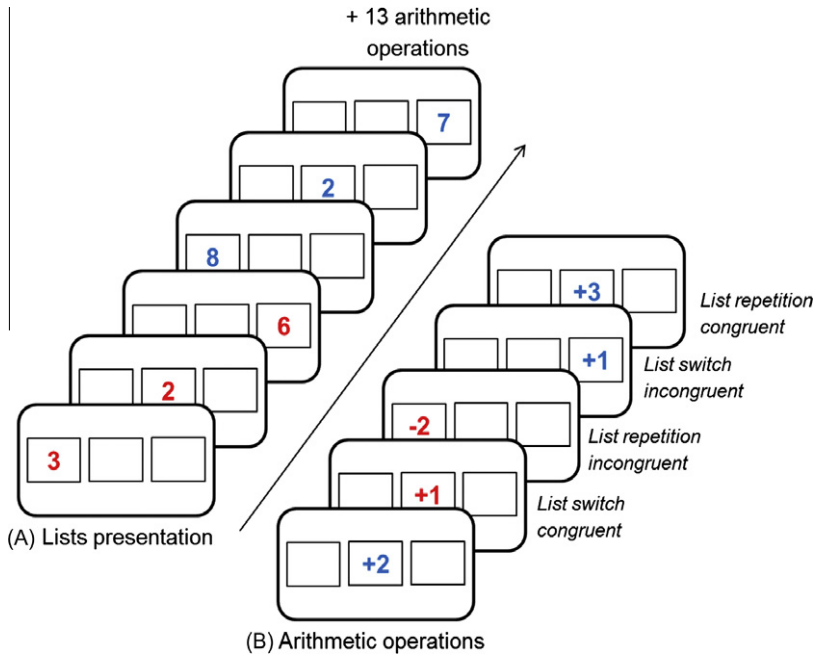 + 13 arithmetic
operations
7
2
8
6
2
3
(A) Lists presentation
+3
List repetition
congruent
+1
List switch
incongruent
-2
List repetition
incongruent
+1
List switch
congruent
+2
(B) Arithmetic operations